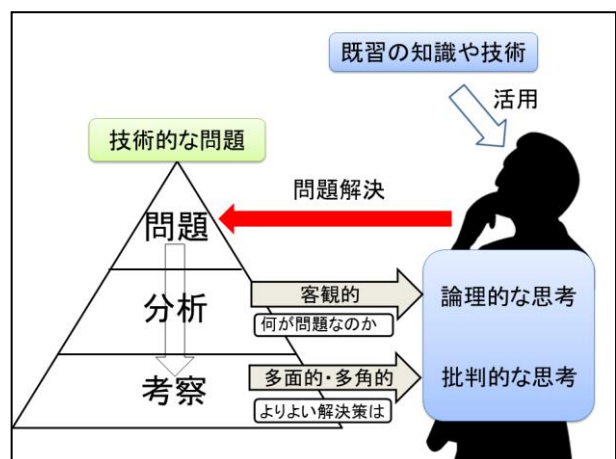 既習の知識や技術
活用
技術的な問題
問題解決
問題
分析
客観的
何が問題なのか
論理的な思考
考察
多面的・多角的
よりよい解決策は
批判的な思考